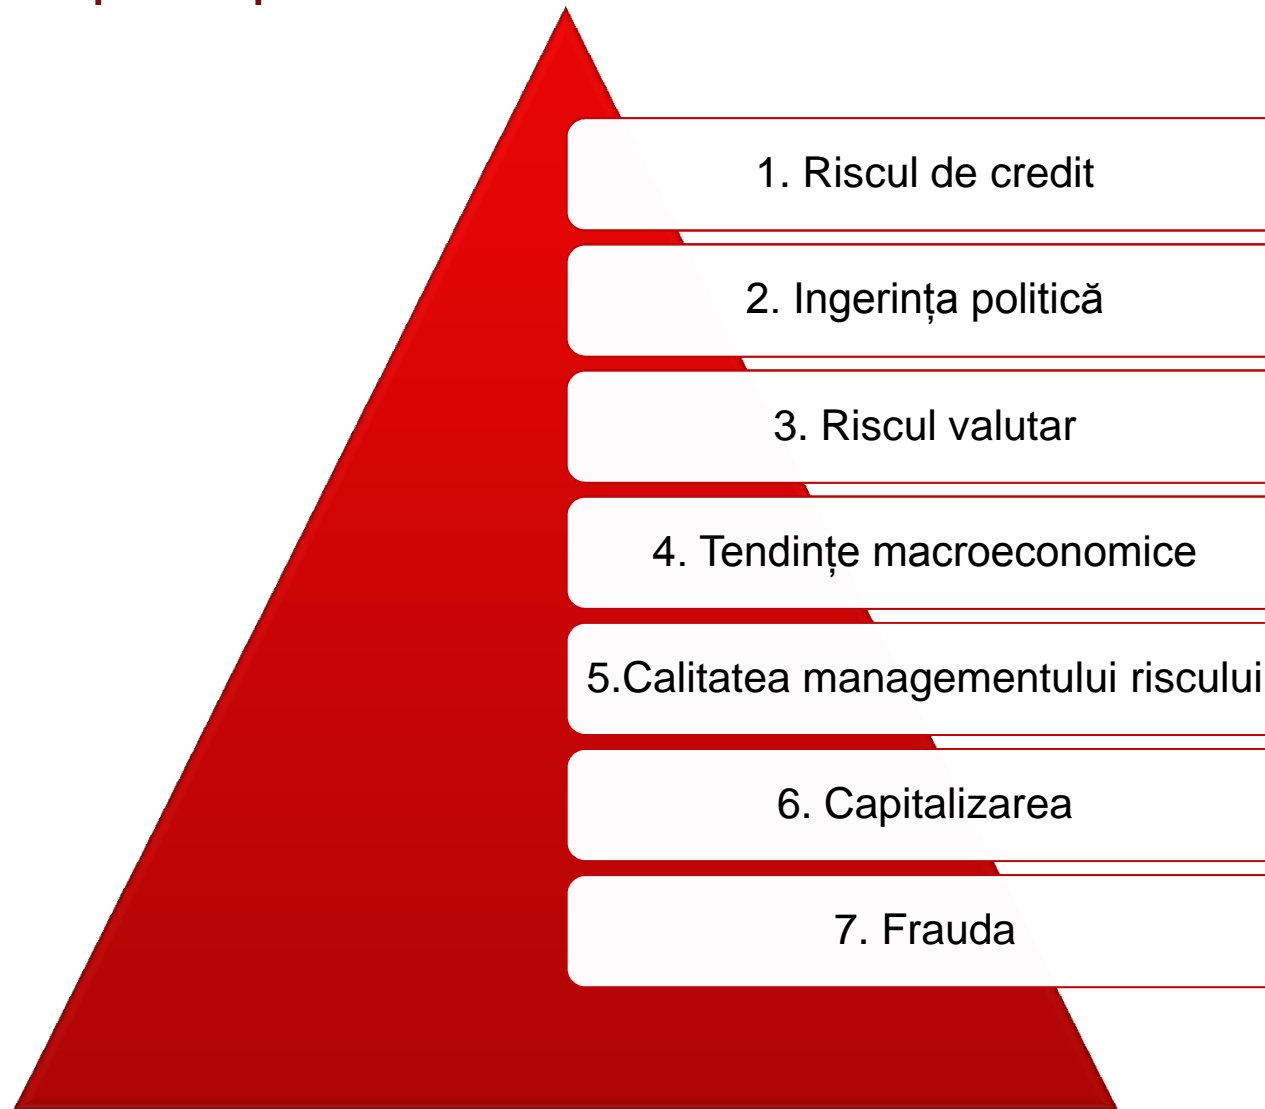 1. Riscul de credit
2. Ingerința politică
3. Riscul valutar
4. Tendințe macroeconomice
5.Calitatea managementului riscului
6. Capitalizarea
7. Frauda